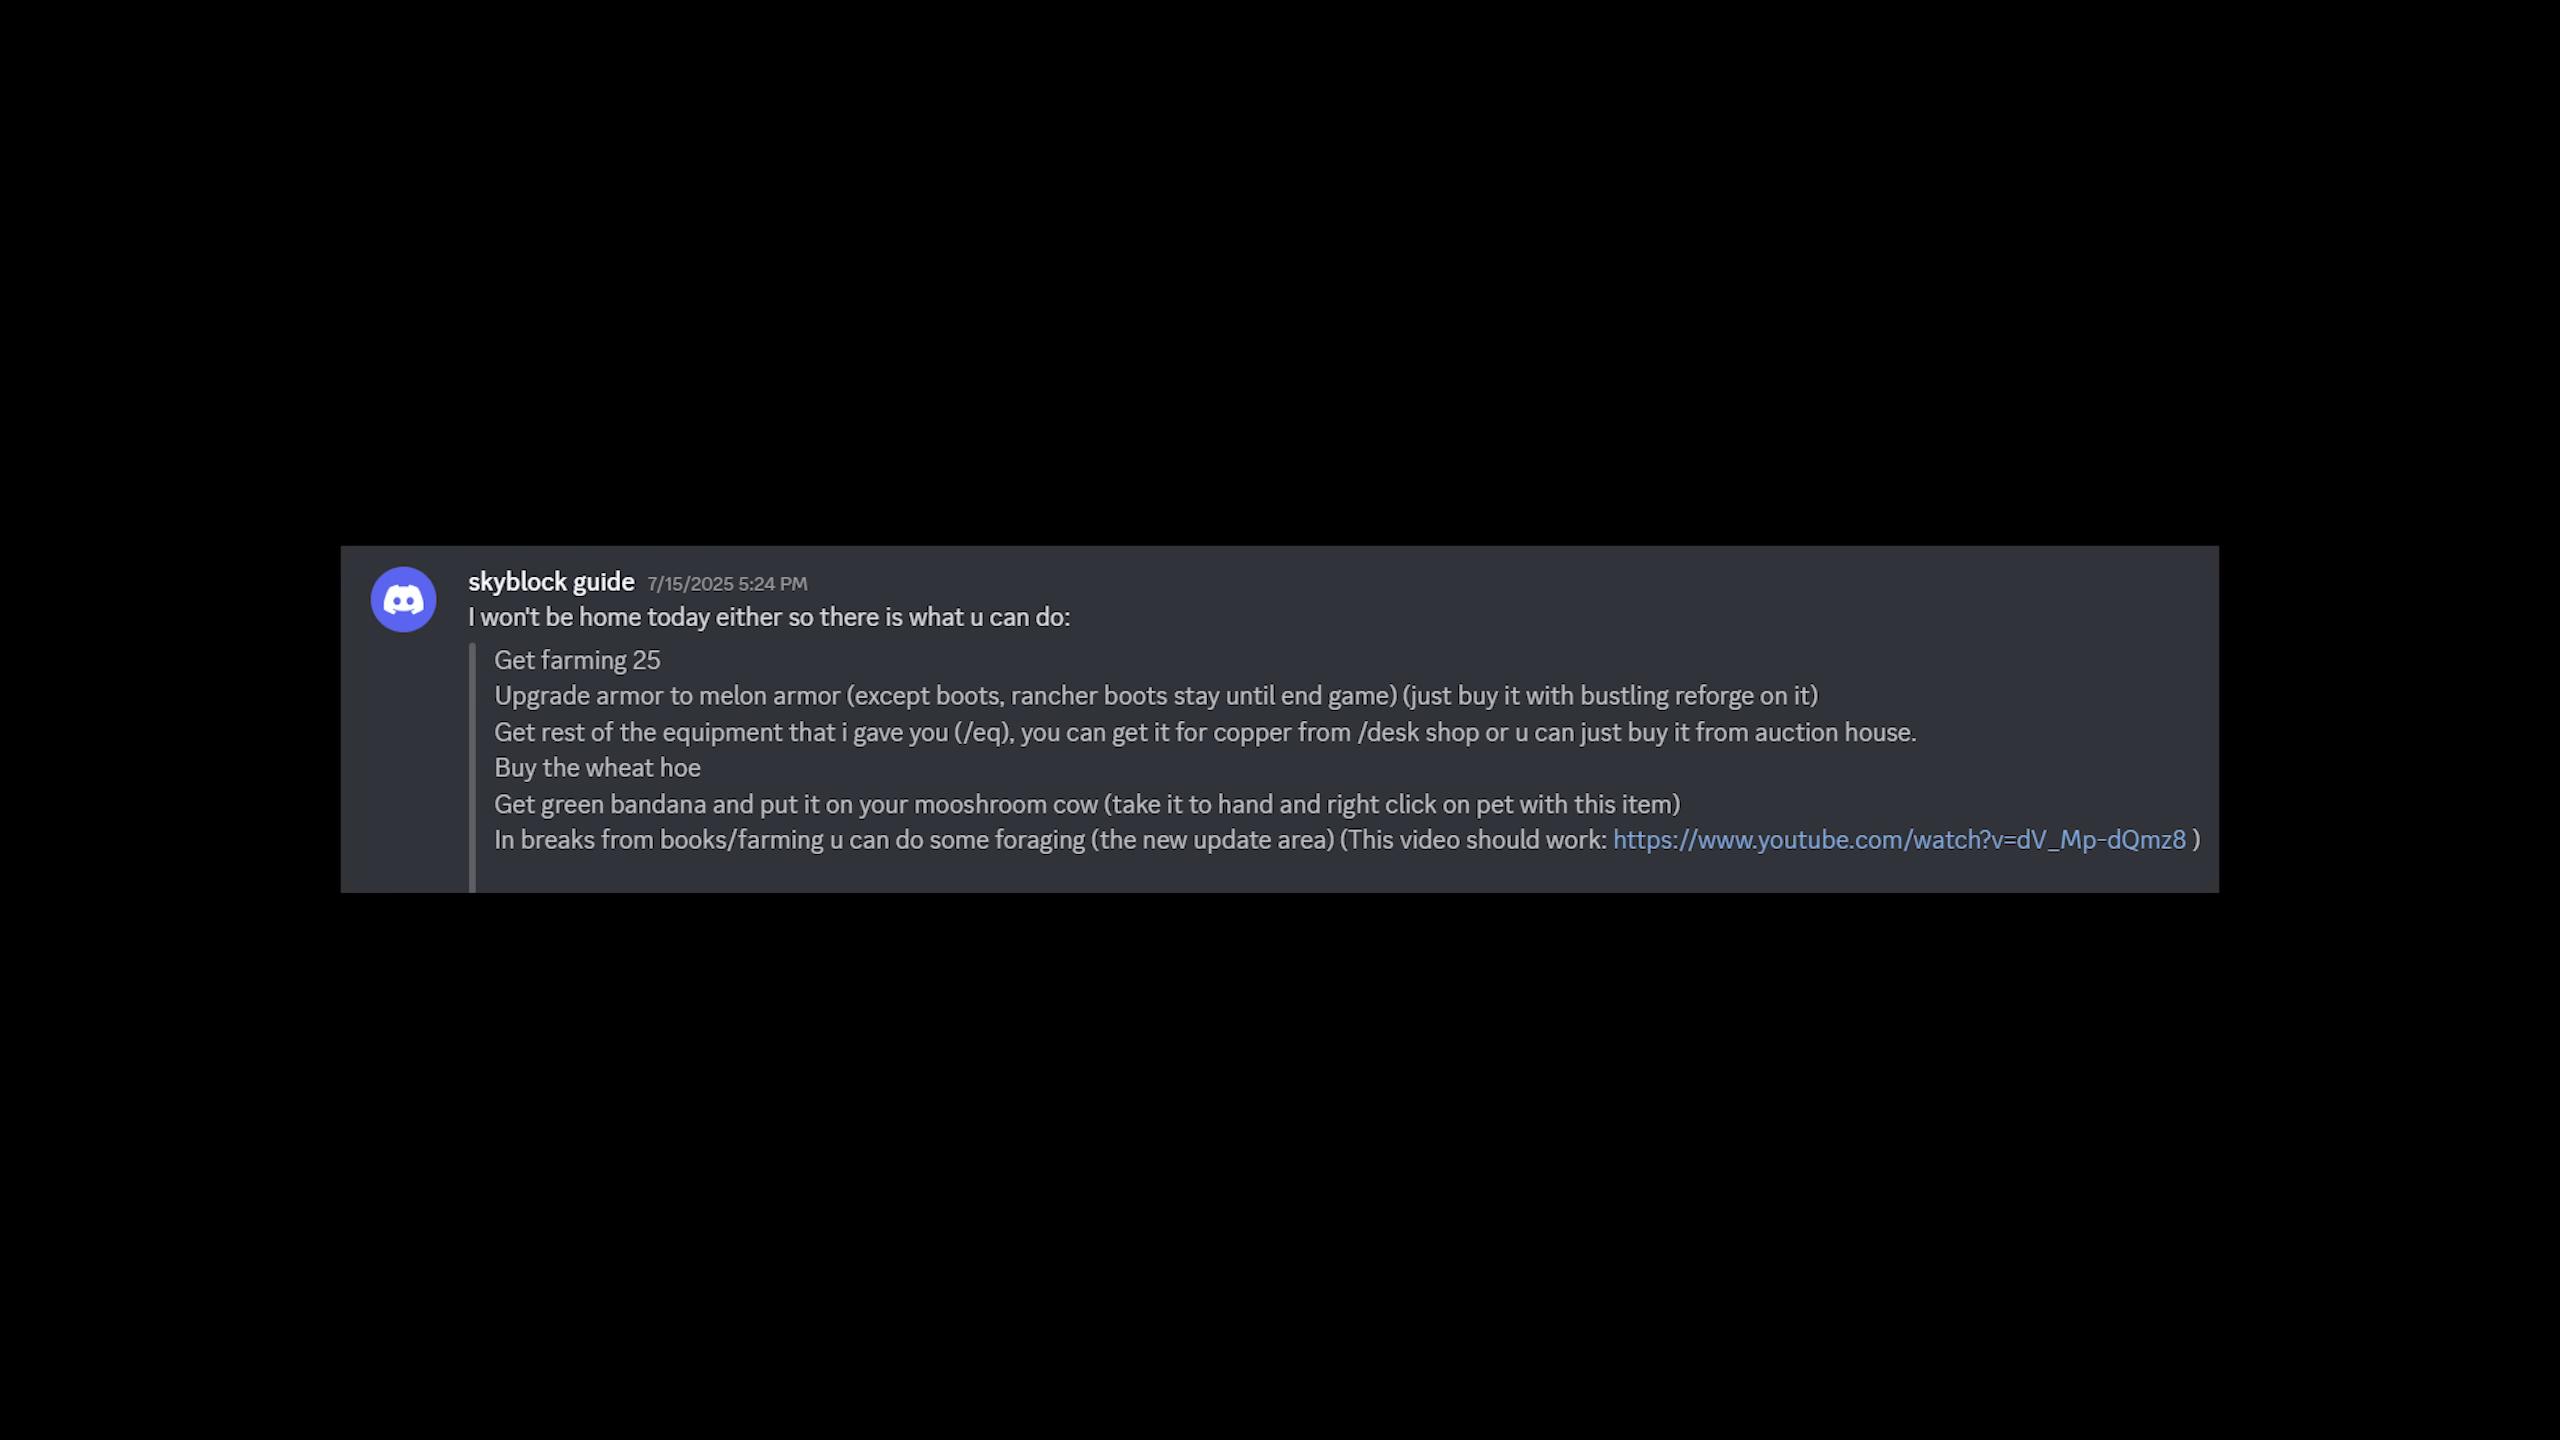 skyblock guide 7/15/2025 5:24 PM
I won't be home today either so there is what u can do:
Get farming 25
Upgrade armor to melon armor (except boots, rancher boots stay until end game) (just buy it with bustling reforge on it)
Get rest of the equipment that i gave you (/eq), you can get it for copper from /desk shop or u can just buy it from auction house.
Buy the wheat hoe
Get green bandana and put it on your mooshroom cow (take it to hand and right click on pet with this item)
In breaks from books/farming u can do some foraging (the new update area) (This video should work: https://www.youtube.com/watch?v=dV_Mp-dQmz8 )